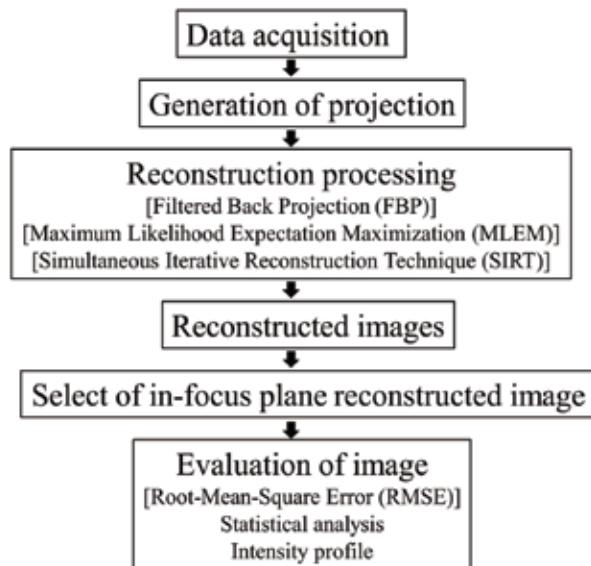 Data acquisition
Generation of projection
Reconstruction processing
[Filtered Back Projection (FBP)]
[Maximum Likelihood Expectation Maximization (MLEM)]
[Simultaneous Iterative Reconstruction Technique (SIRT)]
Reconstructed images
Select of in-focus plane reconstructed image
Evaluation of image
[Root-Mean-Square Error (RMSE)]
Statistical analysis
Intensity profile